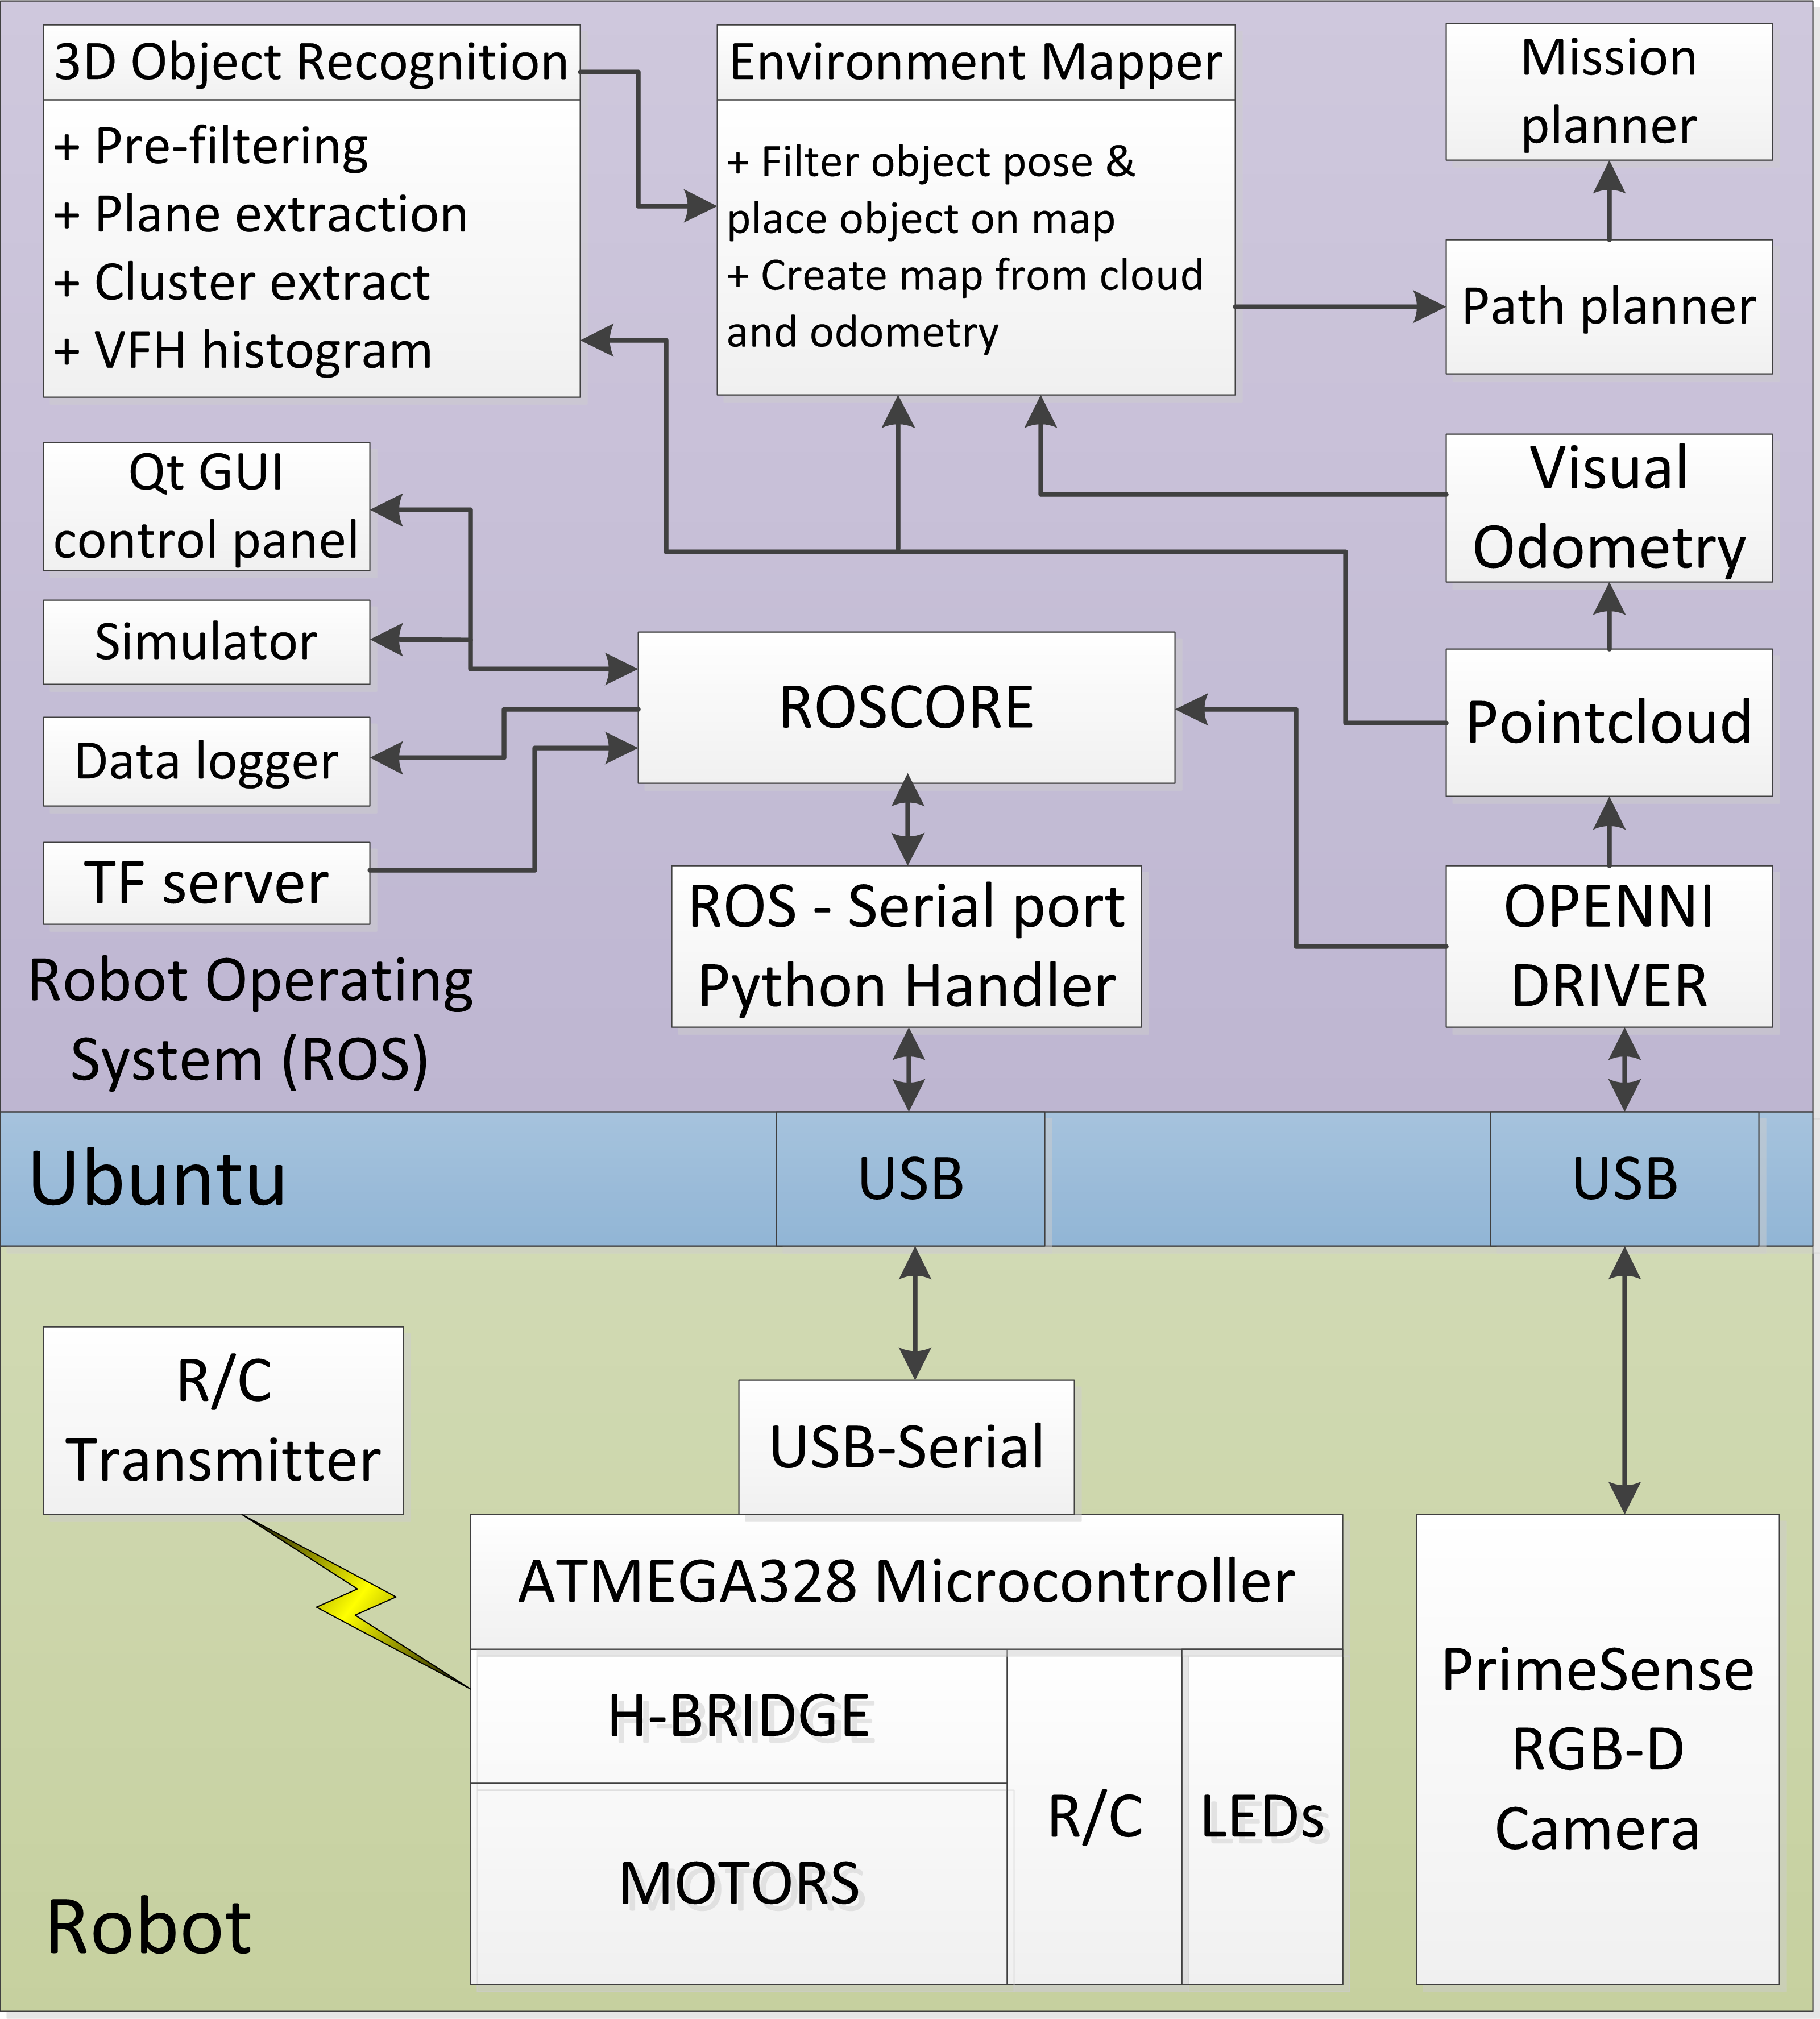 3D Object Recognition
+ Pre-filtering
+ Plane extraction
+ Cluster extract
+ VFH histogram
Environment Mapper
+ Filter object pose &
place object on map
+ Create map from cloud
and odometry
Mission
planner
Path planner
Qt GUI
control panel
Simulator
Data logger
TF server
ROSCORE
Visual
Odometry
Pointcloud
ROS - Serial port
Python Handler
OPENNI
DRIVER
Robot Operating
System (ROS)
Ubuntu
USB
USB
R/C
Transmitter
USB-Serial
ATMEGA328 Microcontroller
H-BRIDGE
MOTORS
R/C
LEDs
PrimeSense
RGB-D
Camera
Robot